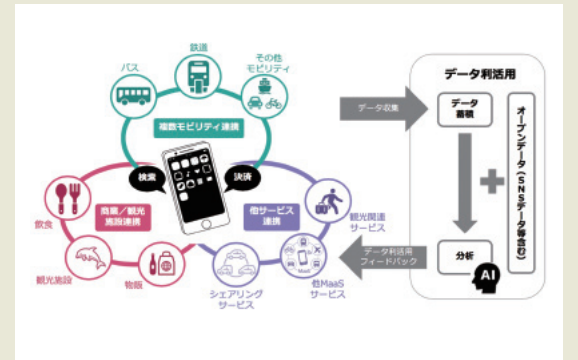 鉄道
バス
その他
モビリティ
複数モビリティ連携
検索
決済
商業／観光
施設連携
他サービス
連携
飲食
観光施設
物販
シェアリング
サービス
MaaS
他MaaS
サービス
観光関連
サービス
データ収集
データ利活用
フィードバック
データ利活用
データ
蓄積
分析
AI
オープンデータ（SNSデータ等含む）